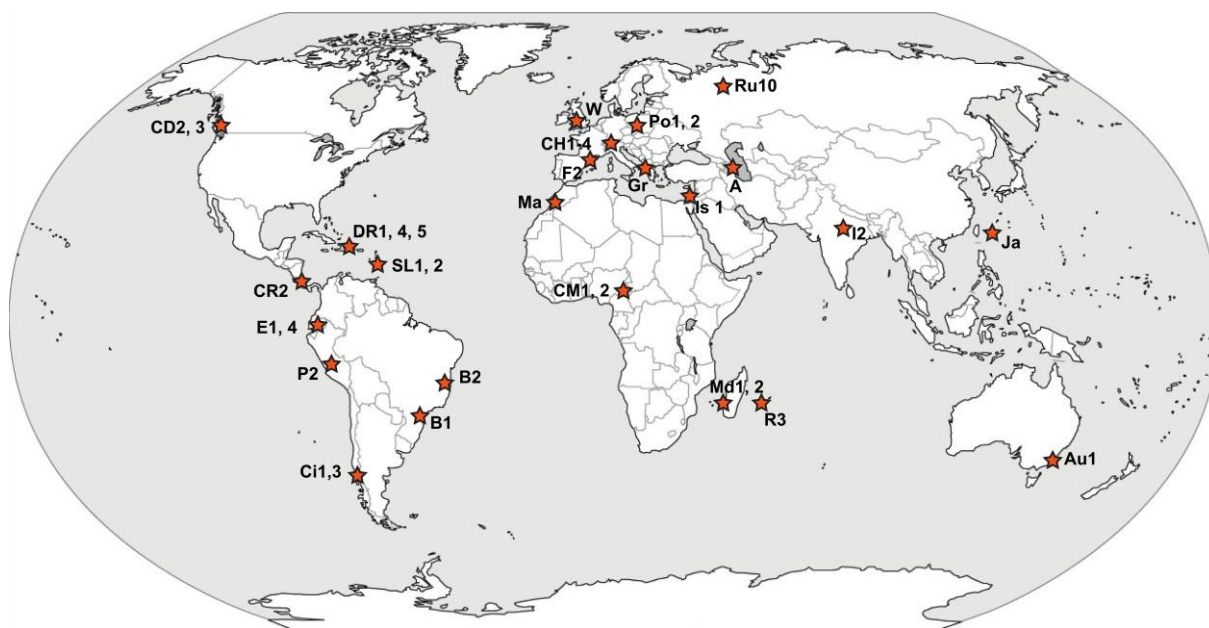 Ru10
W
CD2, 3
Po1, 2
CH1-4
F2
Gr
A
Ma
Is 1
DR1, 4, 5
I2
Ja
SL1, 2
CR2
CM1, 2
E1, 4
P2
B2
Md1, 2
B1
R3
Ci1,3
Au1